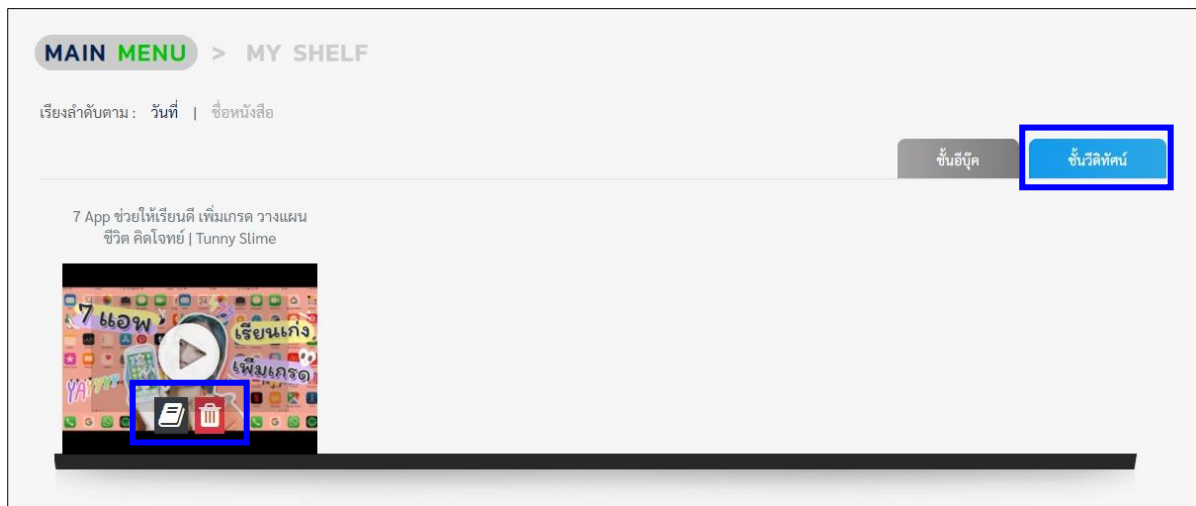 MAIN MENU > MY SHELF
เรียงลำดับตาม : วันที่ | ชื่อหนังสือ
ชั้นอีบุ๊ค ชั้นวีดิทัศน์
7 App ช่วยให้เรียนดี เพิ่มเกรด วางแผน
ชีวิต คิดโจทย์ | Tunny Slime
7 แอพ
เรียนเก่ง
เพิ่มเกรด